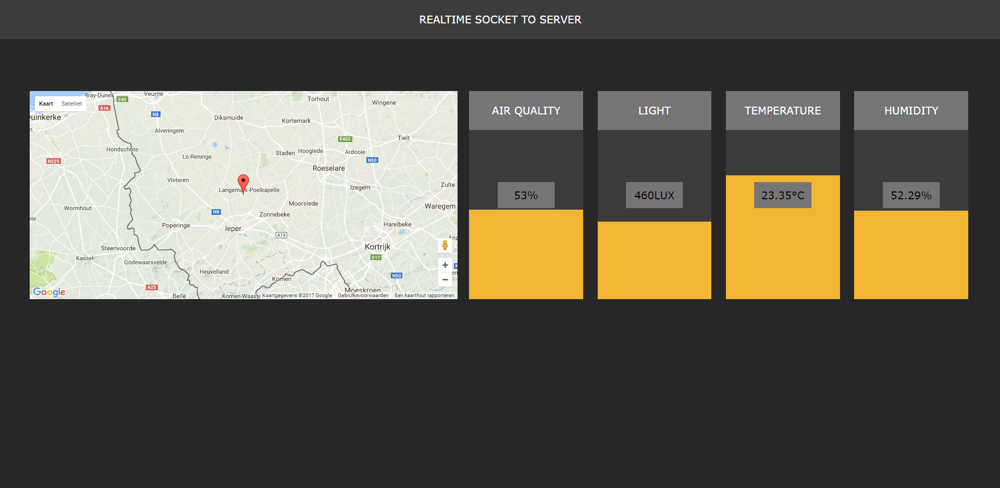 REALTIME SOCKET TO SERVER
Kaart Satelliet
Bray-Dunes
E40
A16
Veurne
Torhout
Wingene
uinkerke
N8
Diksmuide
Kortemark
Alveringem
E403
Tielt
Hondschote
Lo-Reninge
Staden
Hooglede
Ardooie
N225
N50
Roeselare
Vleteren
Langemark-Poelkapelle
Izegem
Zulte
Moorslede
Wormhout
Waregem
N8
Zonnebeke
ele
Poperinge
Ieper
Harelbeke
A19
Anz
Steenvoorde
Kortrijk
Kassel
E17
Godewaarsvelde
Heuvelland
N50
Komen
A25
Moeskroen
Belle
Komen-Waaste
Google
Kaartgegevens ©2017 Google Gebruiksvoorwaarden Een kaartfout rapporteren
AIR QUALITY
53%
LIGHT
460LUX
TEMPERATURE
23.35°C
HUMIDITY
52.29%